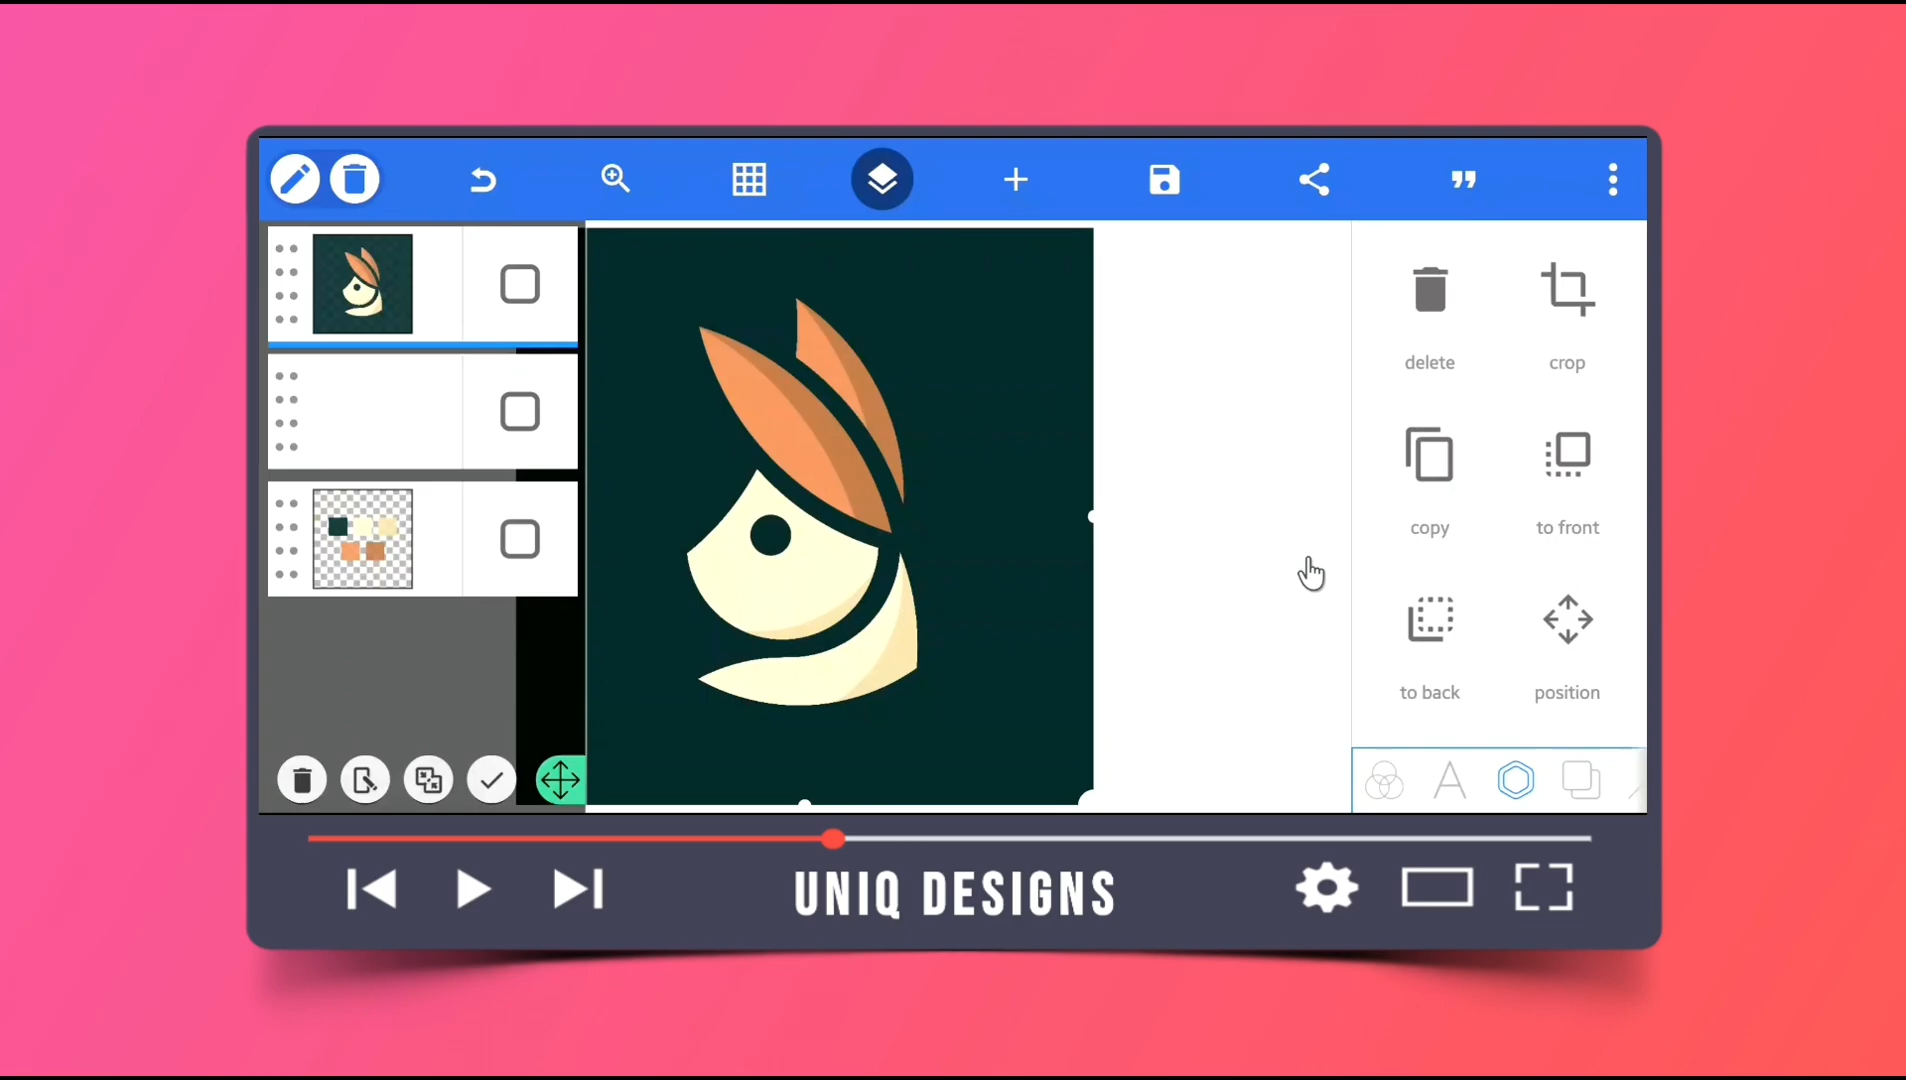 delete
crop
copy
to front
to back
position
UNIQ DESIGNS